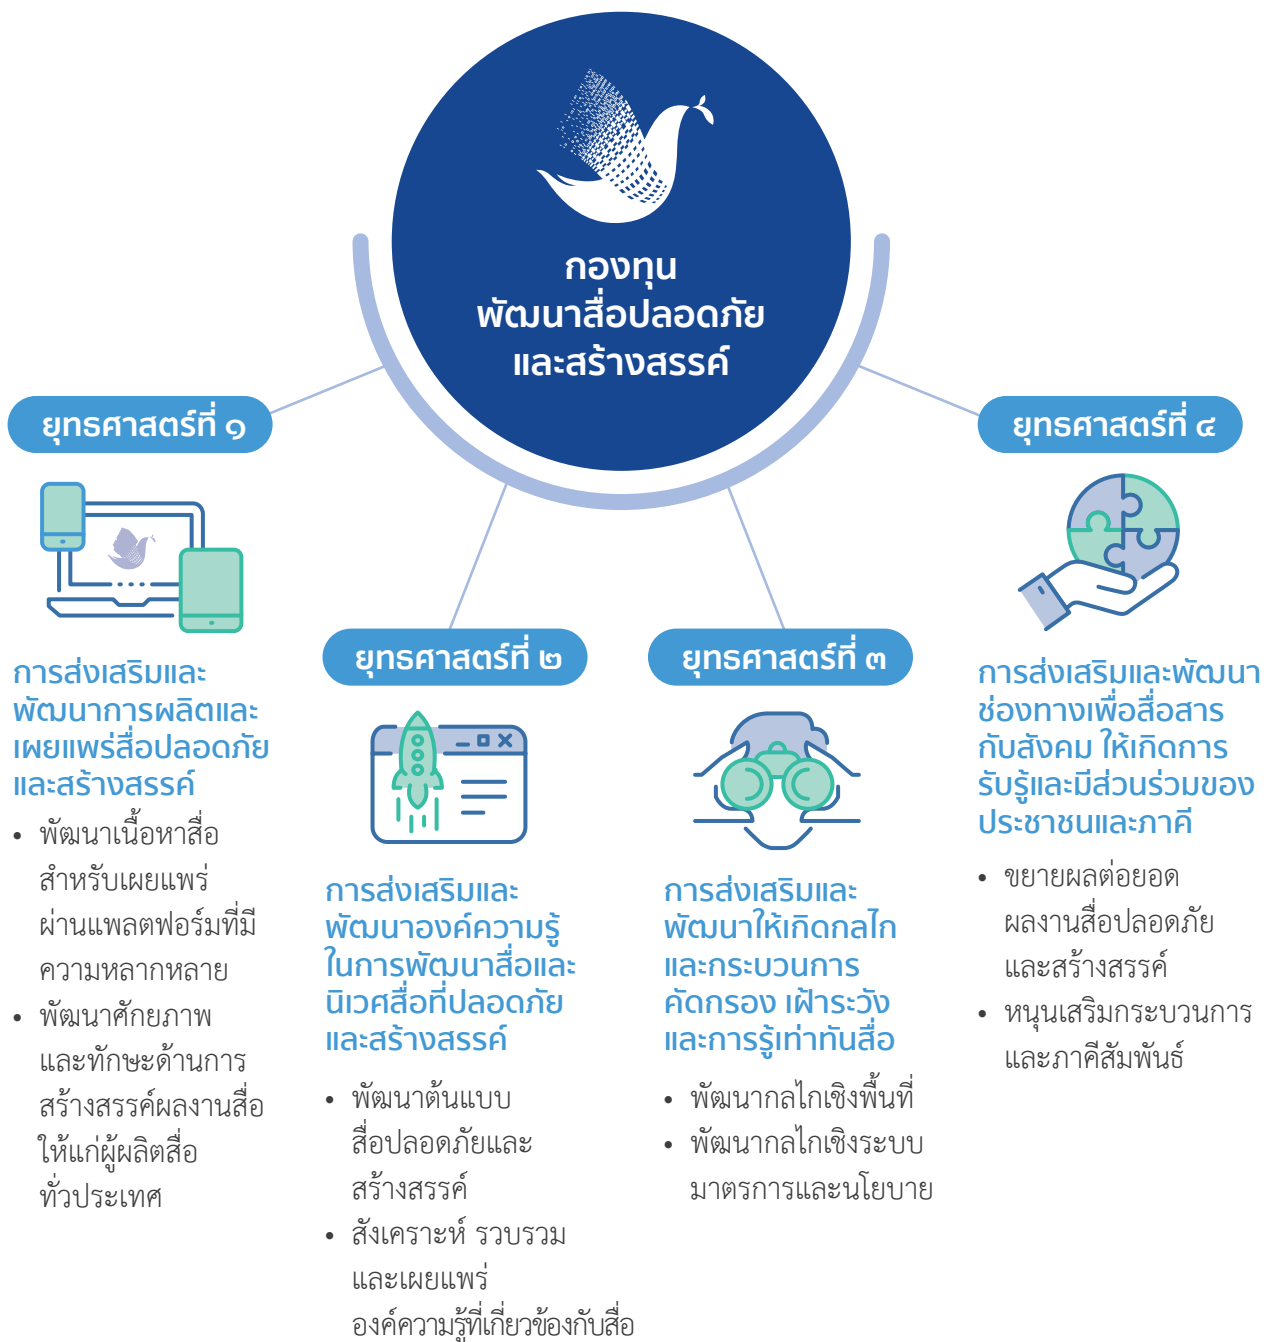 กองทุน
พัฒนาสื่อปลอดภัย
และสร้างสรรค์
ยุทธศาสตร์ที่ ๑
การส่งเสริมและ
พัฒนาการผลิตและ
เผยแพร่สื่อปลอดภัย
และสร้างสรรค์
• พัฒนาเนื้อหาสื่อ
สำหรับเผยแพร่
ผ่านแพลตฟอร์มที่มี
ความหลากหลาย
• พัฒนาศักยภาพ
และทักษะด้านการ
สร้างสรรค์ผลงานสื่อ
ให้แก่ผู้ผลิตสื่อ
ทั่วประเทศ
ยุทธศาสตร์ที่ ๒
การส่งเสริมและ
พัฒนาองค์ความรู้
ในการพัฒนาสื่อและ
นิเวศสื่อที่ปลอดภัย
และสร้างสรรค์
• พัฒนาต้นแบบ
สื่อปลอดภัยและ
สร้างสรรค์
• สังเคราะห์ รวบรวม
และเผยแพร่
องค์ความรู้ที่เกี่ยวข้องกับสื่อ
ยุทธศาสตร์ที่ ๓
การส่งเสริมและ
พัฒนาให้เกิดกลไก
และกระบวนการ
คัดกรอง เฝ้าระวัง
และการรู้เท่าทันสื่อ
• พัฒนากลไกเชิงพื้นที่
• พัฒนากลไกเชิงระบบ
มาตรการและนโยบาย
ยุทธศาสตร์ที่ ๔
การส่งเสริมและพัฒนา
ช่องทางเพื่อสื่อสาร
กับสังคม ให้เกิดการ
รับรู้และมีส่วนร่วมของ
ประชาชนและภาคี
• ขยายผลต่อยอด
ผลงานสื่อปลอดภัย
และสร้างสรรค์
• หนุนเสริมกระบวนการ
และภาคีสัมพันธ์